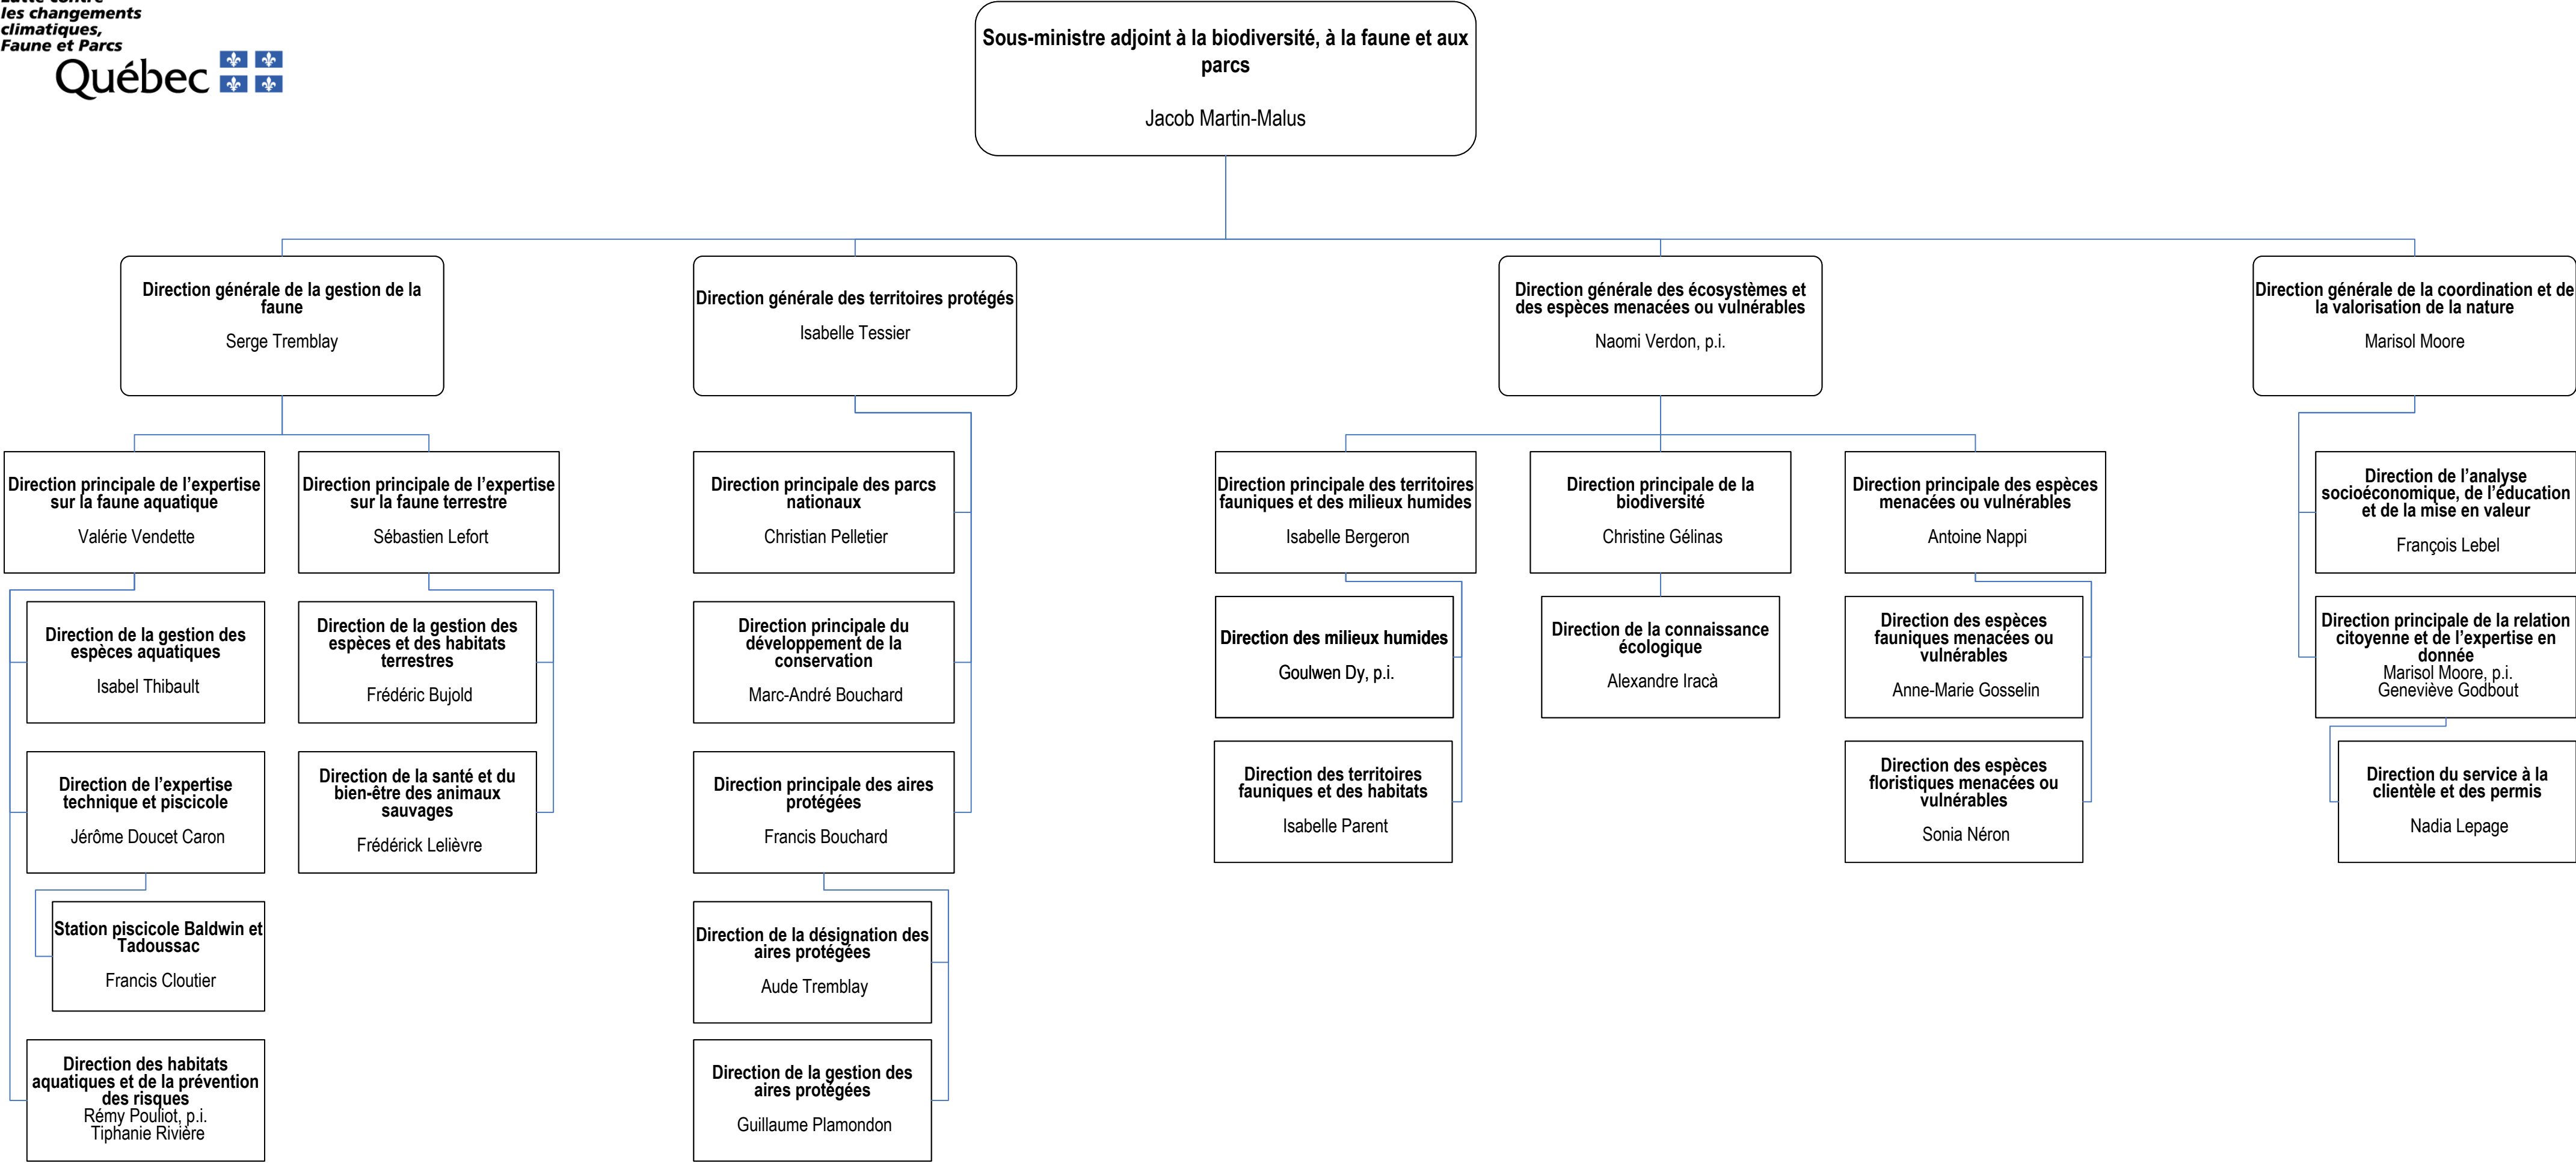 les changements
climatiques,
Faune et Parcs
Québec
Sous-ministre adjoint à la biodiversité, à la faune et aux
parcs
Jacob Martin-Malus
Direction générale de la gestion de la
faune
Serge Tremblay
Direction générale des territoires protégés
Isabelle Tessier
Direction générale des écosystèmes et
des espèces menacées ou vulnérables
Naomi Verdon, p.i.
Direction générale de la coordination et de
la valorisation de la nature
Marisol Moore
Direction principale de l’expertise
sur la faune aquatique
Valérie Vendette
Direction principale de l’expertise
sur la faune terrestre
Sébastien Lefort
Direction principale des parcs
nationaux
Christian Pelletier
Direction principale des territoires
fauniques et des milieux humides
Isabelle Bergeron
Direction principale de la
biodiversité
Christine Gélinas
Direction principale des espèces
menacées ou vulnérables
Antoine Nappi
Direction de l’analyse
socioéconomique, de l’éducation
et de la mise en valeur
François Lebel
Direction de la gestion des
espèces aquatiques
Isabel Thibault
Direction de la gestion des
espèces et des habitats
terrestres
Frédéric Bujold
Direction principale du
développement de la
conservation
Marc-André Bouchard
Direction des milieux humides
Goulwen Dy, p.i.
Direction de la connaissance
écologique
Alexandre Iracà
Direction des espèces
fauniques menacées ou
vulnérables
Anne-Marie Gosselin
Direction principale de la relation
citoyenne et de l’expertise en
donnée
Marisol Moore, p.i.
Geneviève Godbout
Direction de l’expertise
technique et piscicole
Jérôme Doucet Caron
Direction de la santé et du
bien-être des animaux
sauvages
Frédérick Lelièvre
Direction principale des aires
protégées
Francis Bouchard
Direction des territoires
fauniques et des habitats
Isabelle Parent
Direction des espèces
floristiques menacées ou
vulnérables
Sonia Néron
Direction du service à la
clientèle et des permis
Nadia Lepage
Station piscicole Baldwin et
Tadoussac
Francis Cloutier
Direction de la désignation des
aires protégées
Aude Tremblay
Direction des habitats
aquatiques et de la prévention
des risques
Rémy Pouliot, p.i.
Tiphanie Rivière
Direction de la gestion des
aires protégées
Guillaume Plamondon